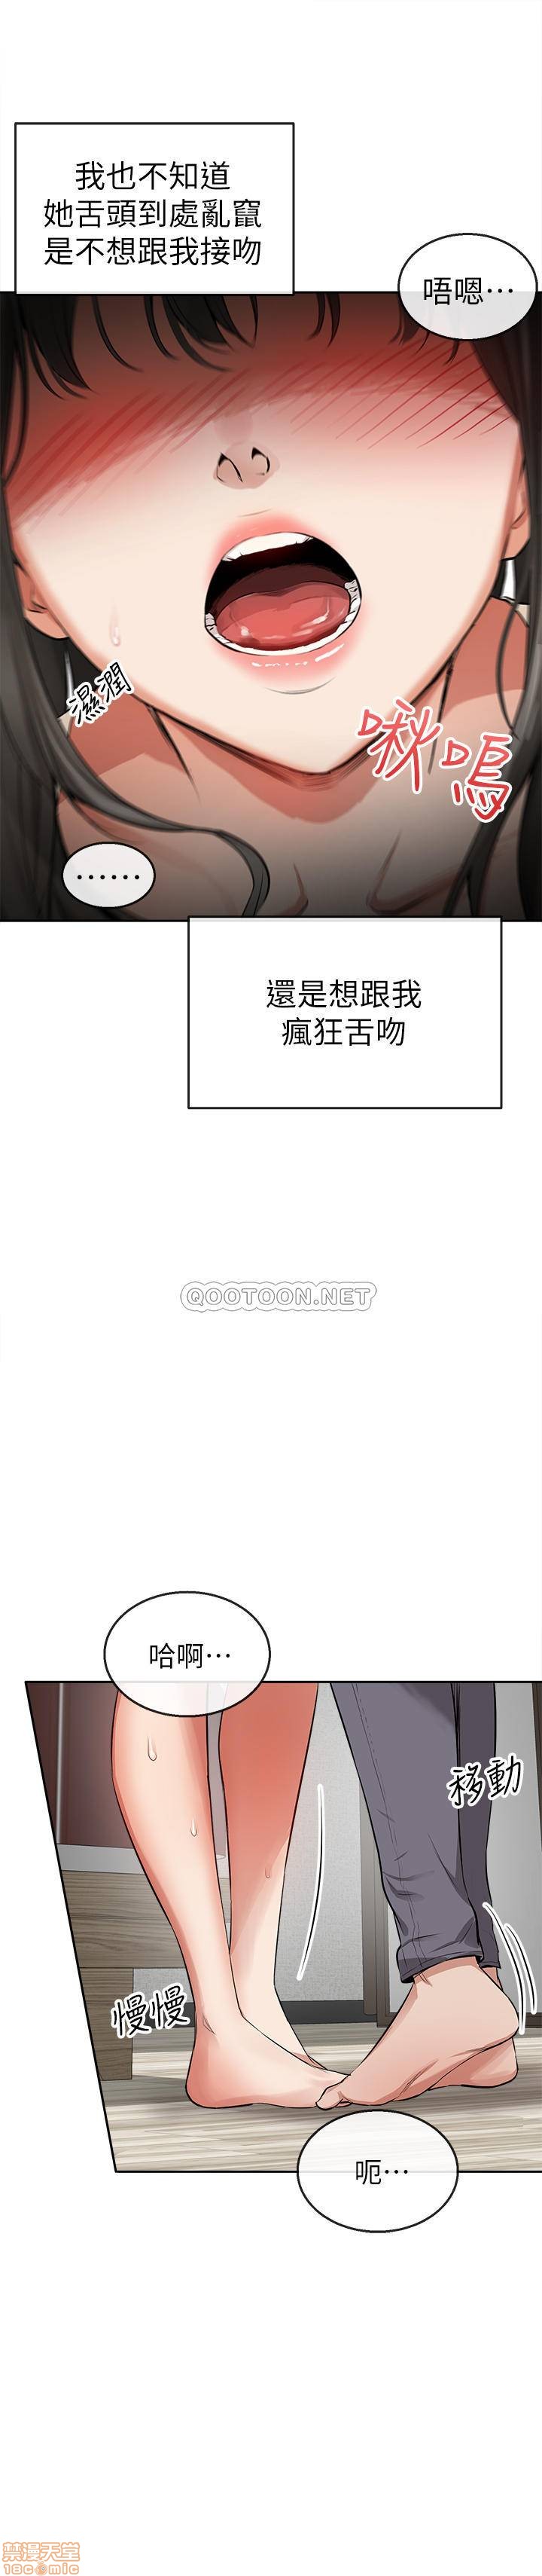 我也不知道
她舌頭到處亂竄
是不想跟我接吻
唔嗯…
濕潤
啾嗚
……
還是想跟我
瘋狂舌吻
QOOTOON.NET
哈啊…
移動
慢慢
呃…
禁漫天堂
18comic